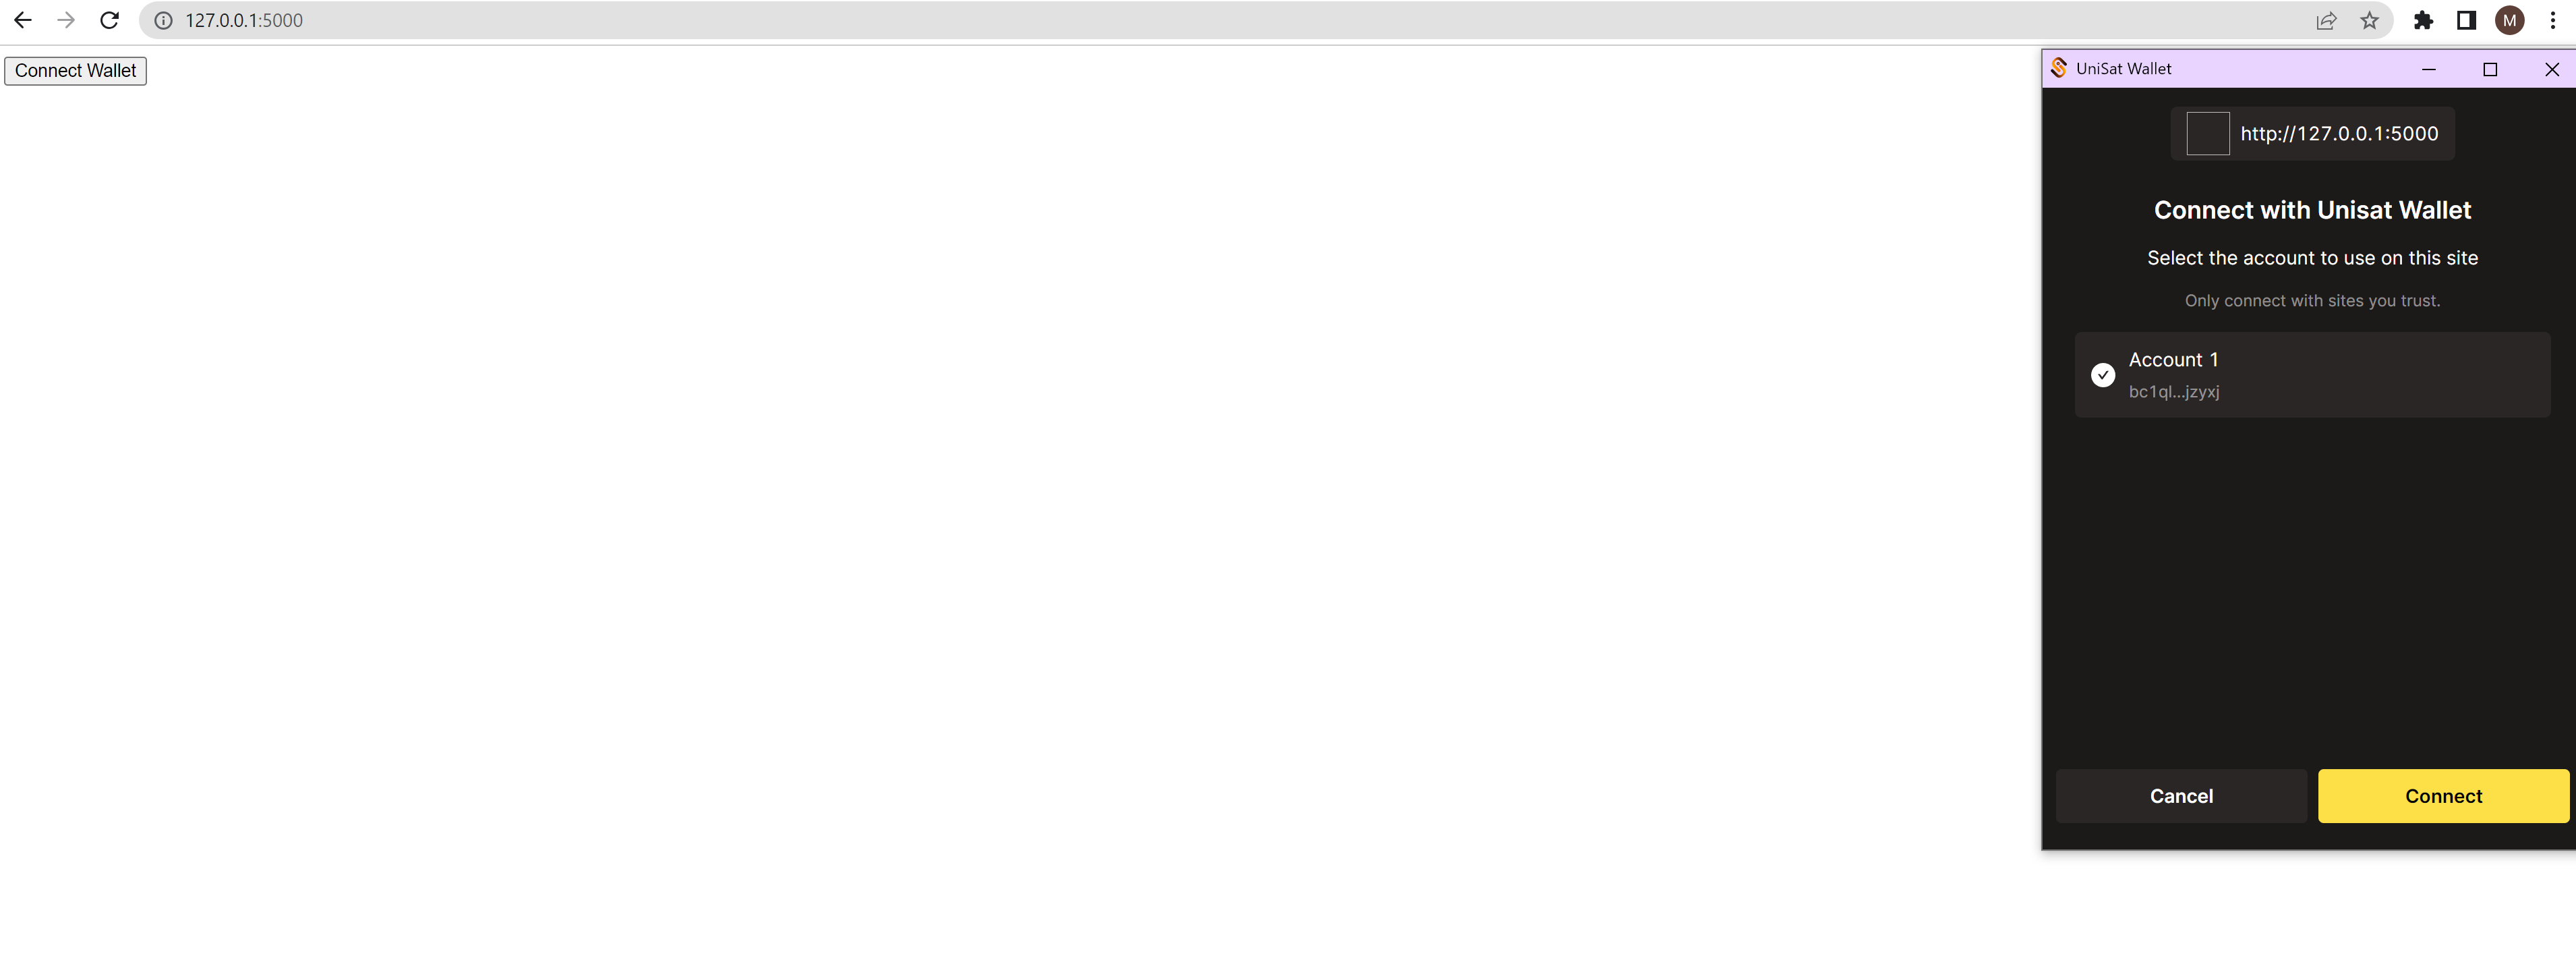 127.0.0.1:5000
M
Connect Wallet
UniSat Wallet
http://127.0.0.1:5000
Connect with Unisat Wallet
Select the account to use on this site
Only connect with sites you trust.
Account 1
bc1ql...jzyxj
Cancel
Connect